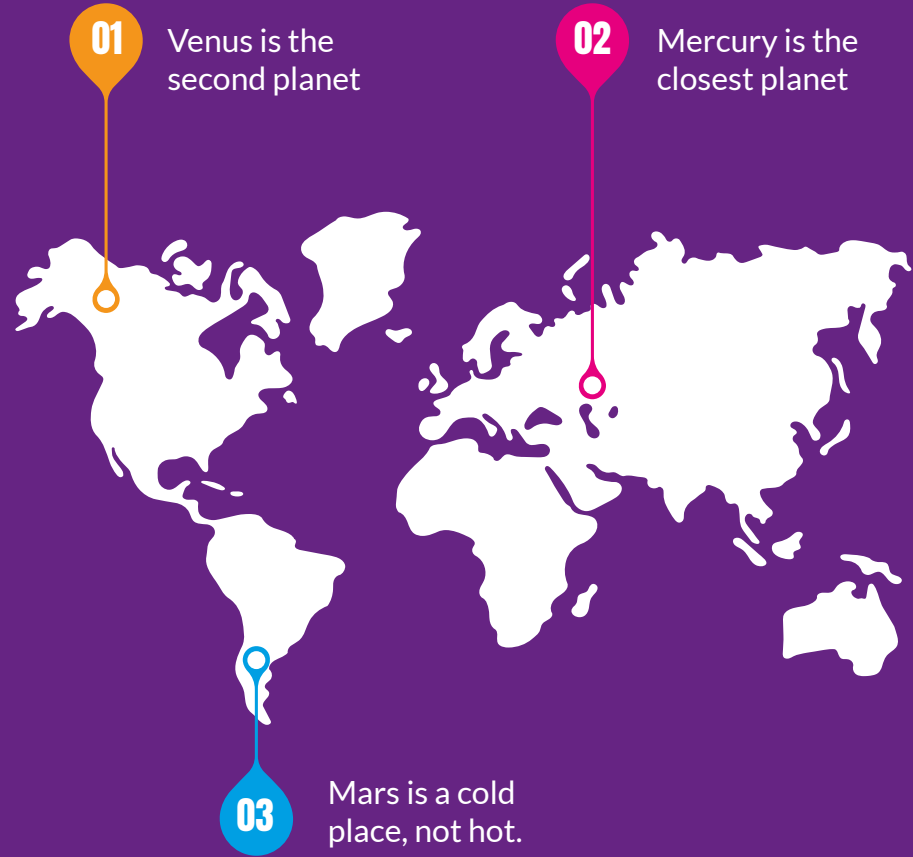 01
Venus is the
second planet
02
Mercury is the
closest planet
03
Mars is a cold
place, not hot.